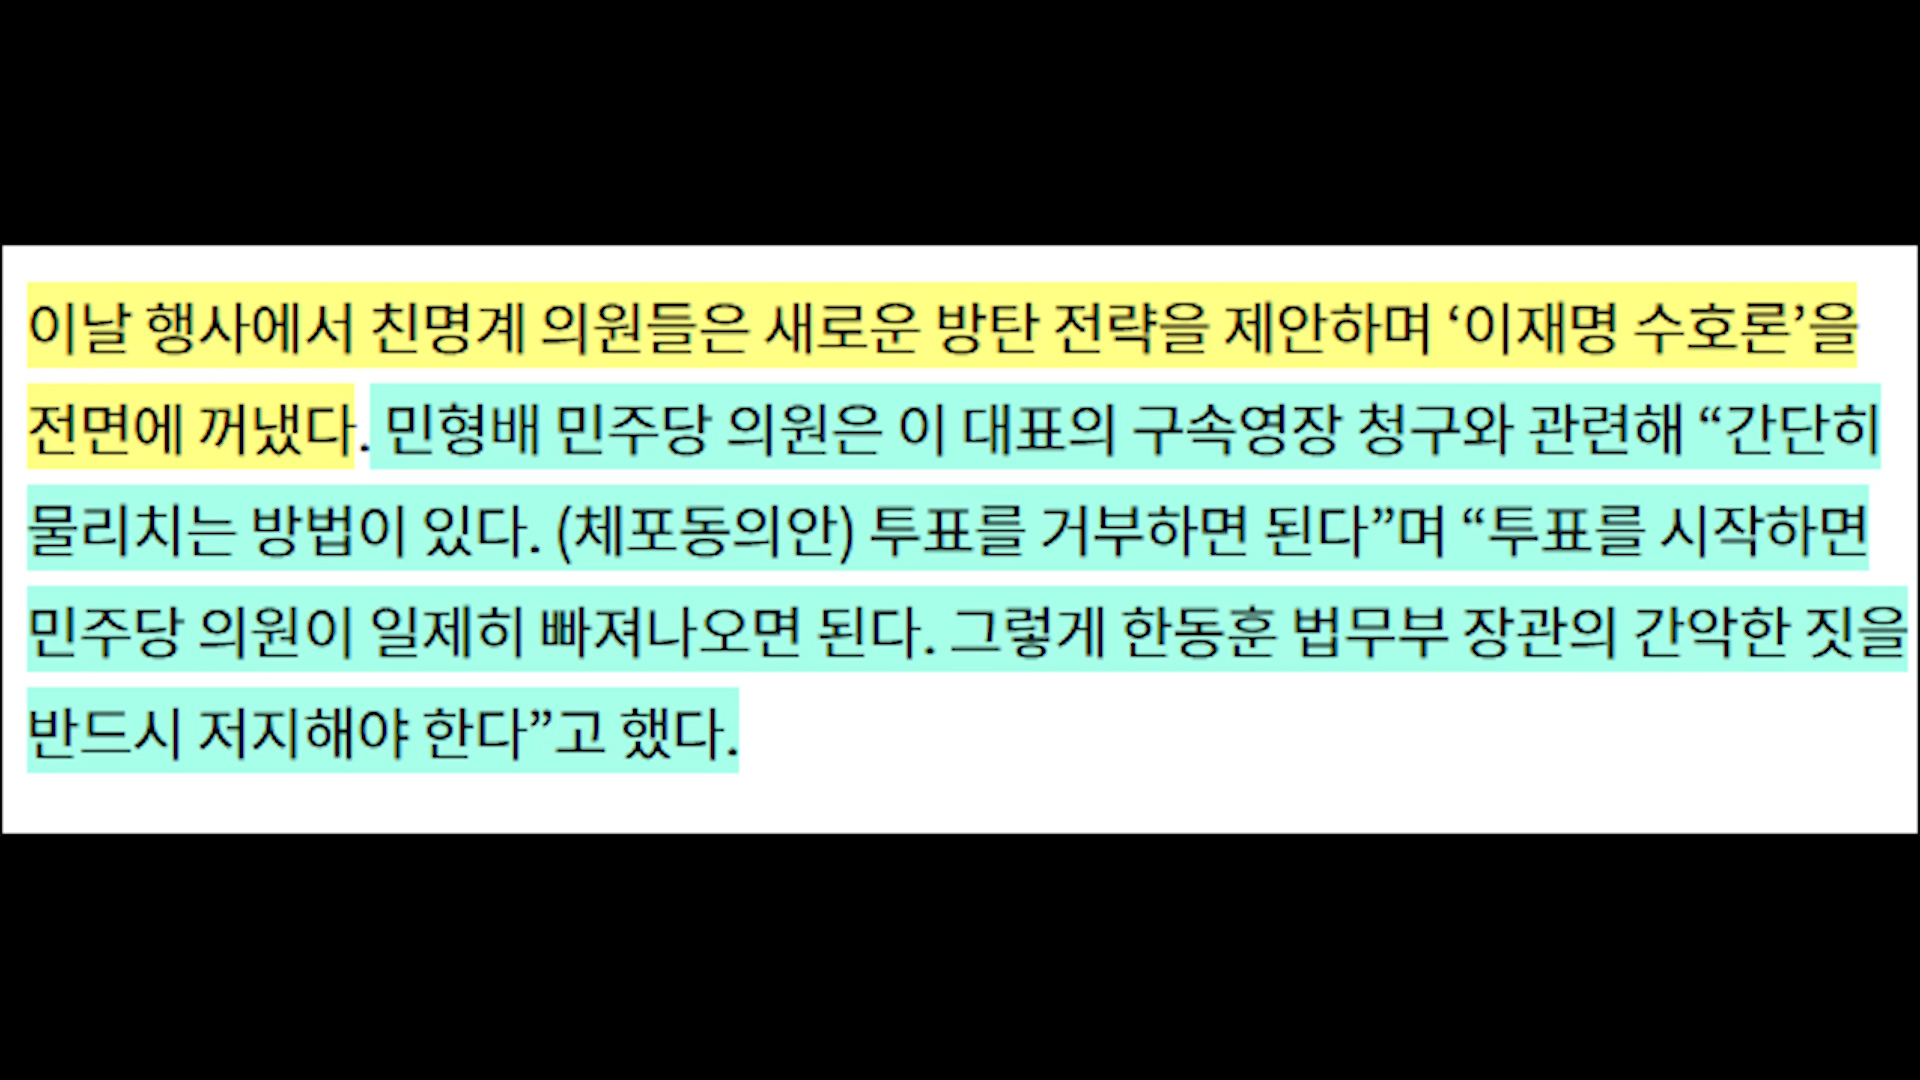 이날 행사에서 친명계 의원들은 새로운 방탄 전략을 제안하며 ‘이재명 수호론’을
전면에 꺼냈다. 민형배 민주당 의원은 이 대표의 구속영장 청구와 관련해 “간단히
물리치는 방법이 있다. (체포동의안) 투표를 거부하면 된다”며 “투표를 시작하면
민주당 의원이 일제히 빠져나오면 된다. 그렇게 한동훈 법무부 장관의 간악한 짓을
반드시 저지해야 한다”고 했다.